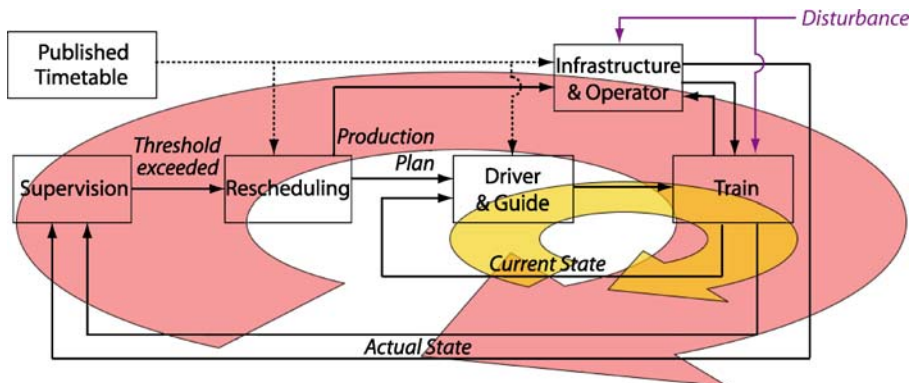 Disturbance
Published
Timetable
Infrastructure
& Operator
Threshold
exceeded
Production
Plan
Supervision
Rescheduling
Driver
& Guide
Train
Current State
Actual State